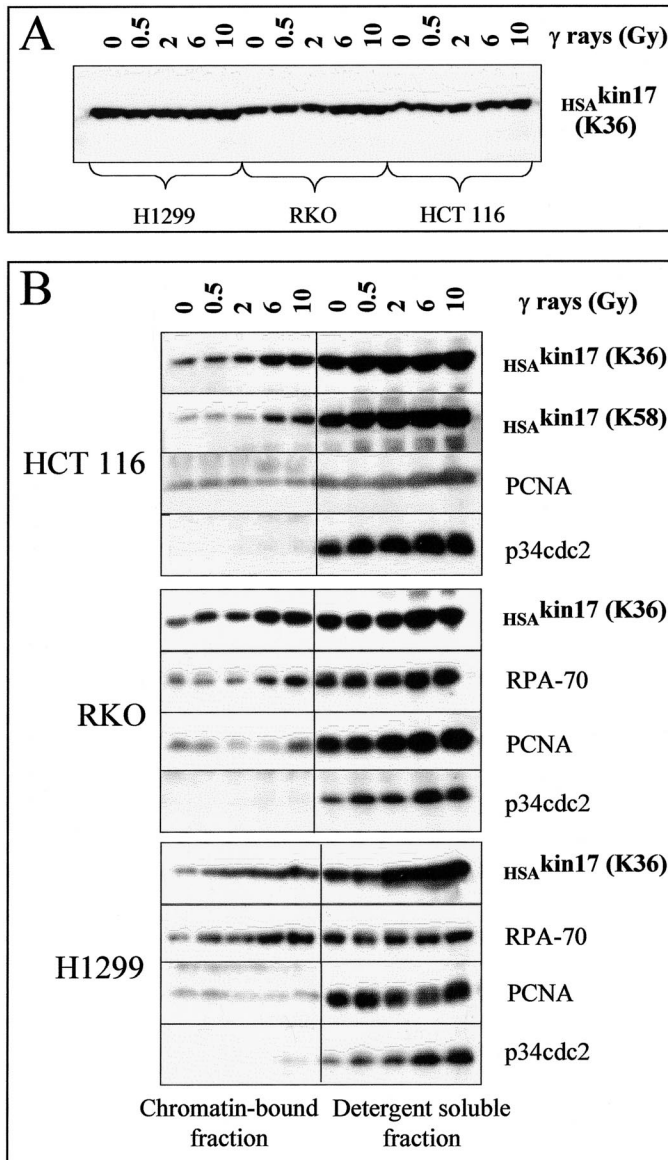 A
0 0.5 2 6 10 0 0.5 2 6 10 0 0.5 2 6 10 γ rays (Gy)
HSAkin17
(K36)
H1299 RKO HCT 116
B
0 0.5 2 6 10 0 0.5 2 6 10 γ rays (Gy)
HSAkin17 (K36)
HSAkin17 (K58)
HCT 116
PCNA
p34cdc2
HSAkin17 (K36)
RPA-70
RKO
PCNA
p34cdc2
HSAkin17 (K36)
RPA-70
H1299
PCNA
p34cdc2
Chromatin-bound Detergent soluble
fraction fraction